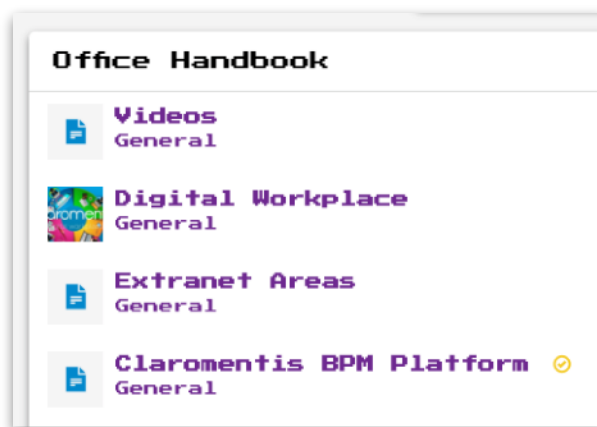 Office Handbook
Videos
General
Digital Workplace
General
Extranet Areas
General
Claromentis BPM Platform
General